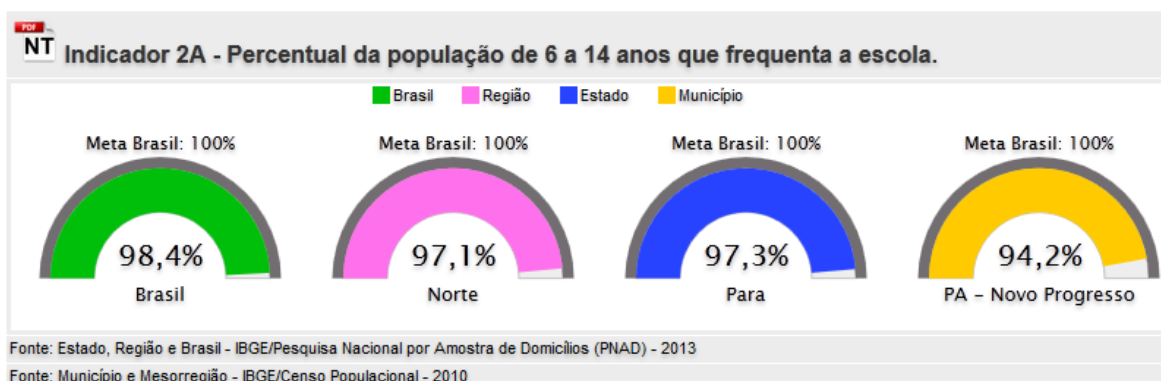 PDF
NT
Indicador 2A - Percentual da população de 6 a 14 anos que frequenta a escola.
Brasil Região Estado Município
Meta Brasil: 100% Meta Brasil: 100% Meta Brasil: 100% Meta Brasil: 100%
98,4% 97,1% 97,3% 94,2%
Brasil Norte Para PA – Novo Progresso
Fonte: Estado, Região e Brasil - IBGE/Pesquisa Nacional por Amostra de Domicílios (PNAD) - 2013
Fonte: Município e Mesorregião - IBGE/Censo Populacional - 2010